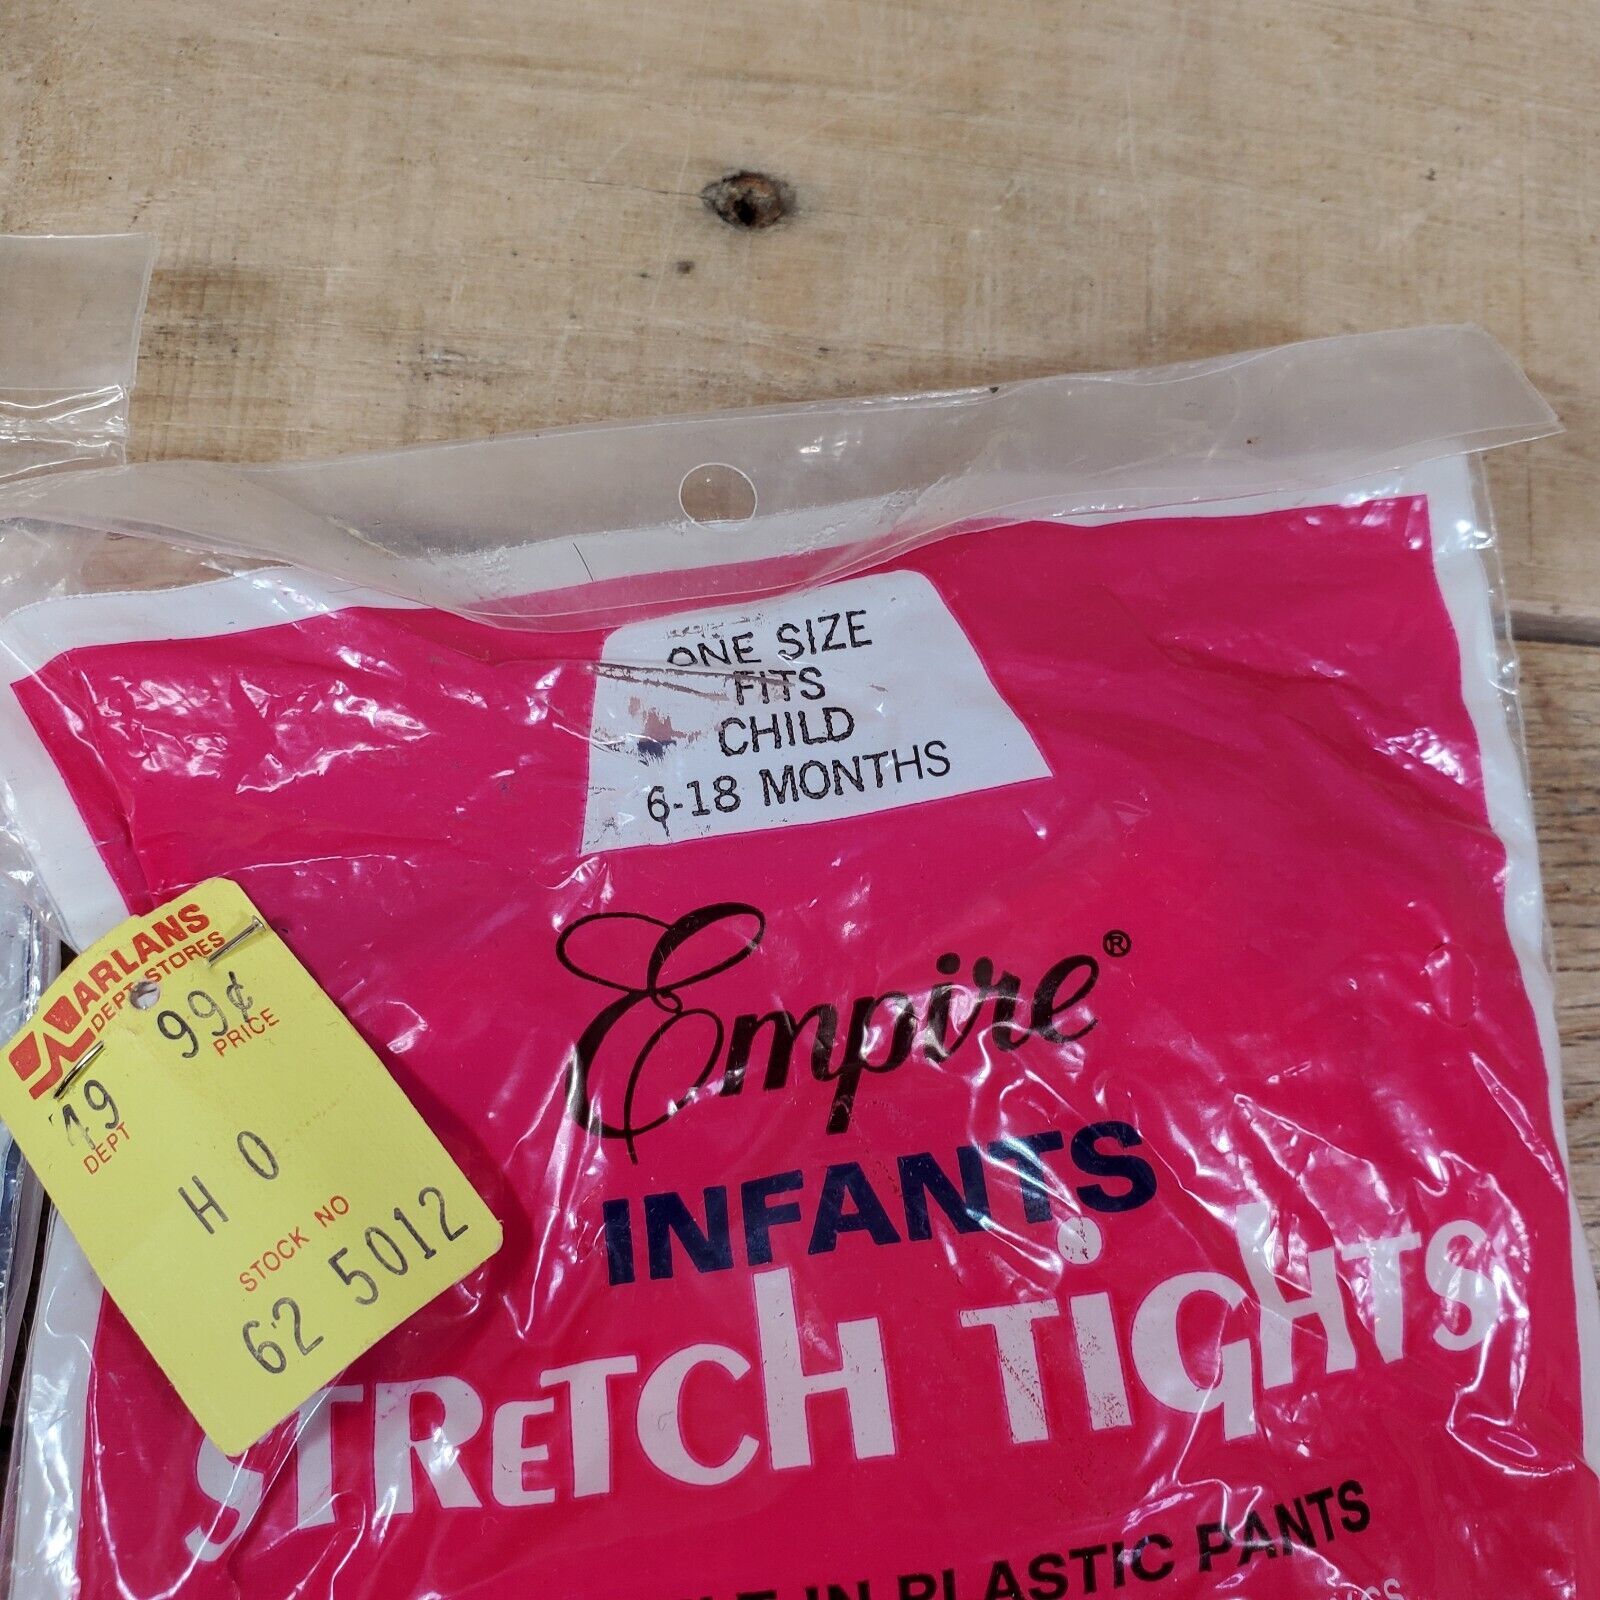 ONE SIZE
FITS
CHILD
6-18 MONTHS
Empire®
INFANTS
STRETCH TIGHTS
IN PLASTIC PANTS
ARLANS
DEPT STORES
99¢
PRICE
49
DEPT
H O
STOCK NO
62 5012